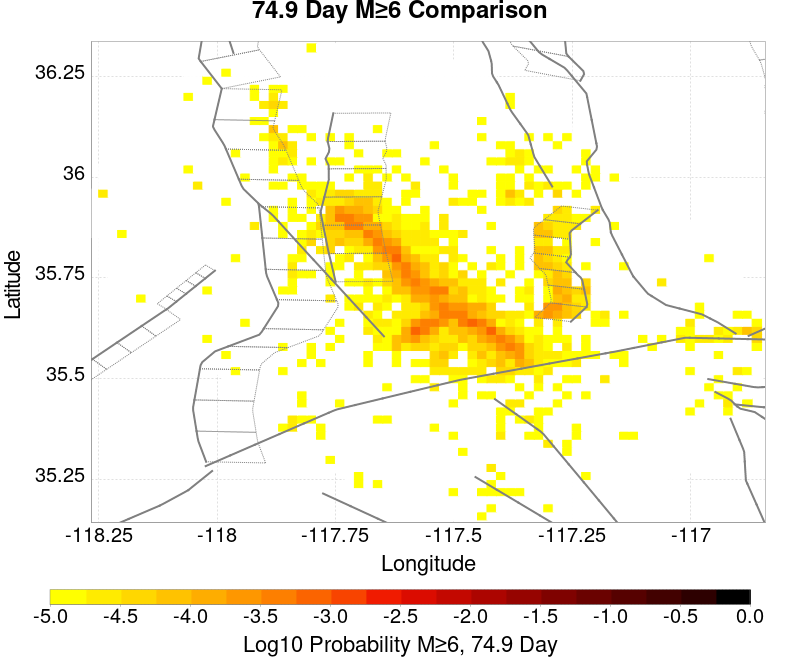 74.9 Day M≥6 Comparison
36.25
36
35.75
35.5
35.25
Latitude
-118.25 -118 -117.75 -117.5 -117.25 -117
Longitude
-5.0 -4.5 -4.0 -3.5 -3.0 -2.5 -2.0 -1.5 -1.0 -0.5 0.0
Log10 Probability M≥6, 74.9 Day